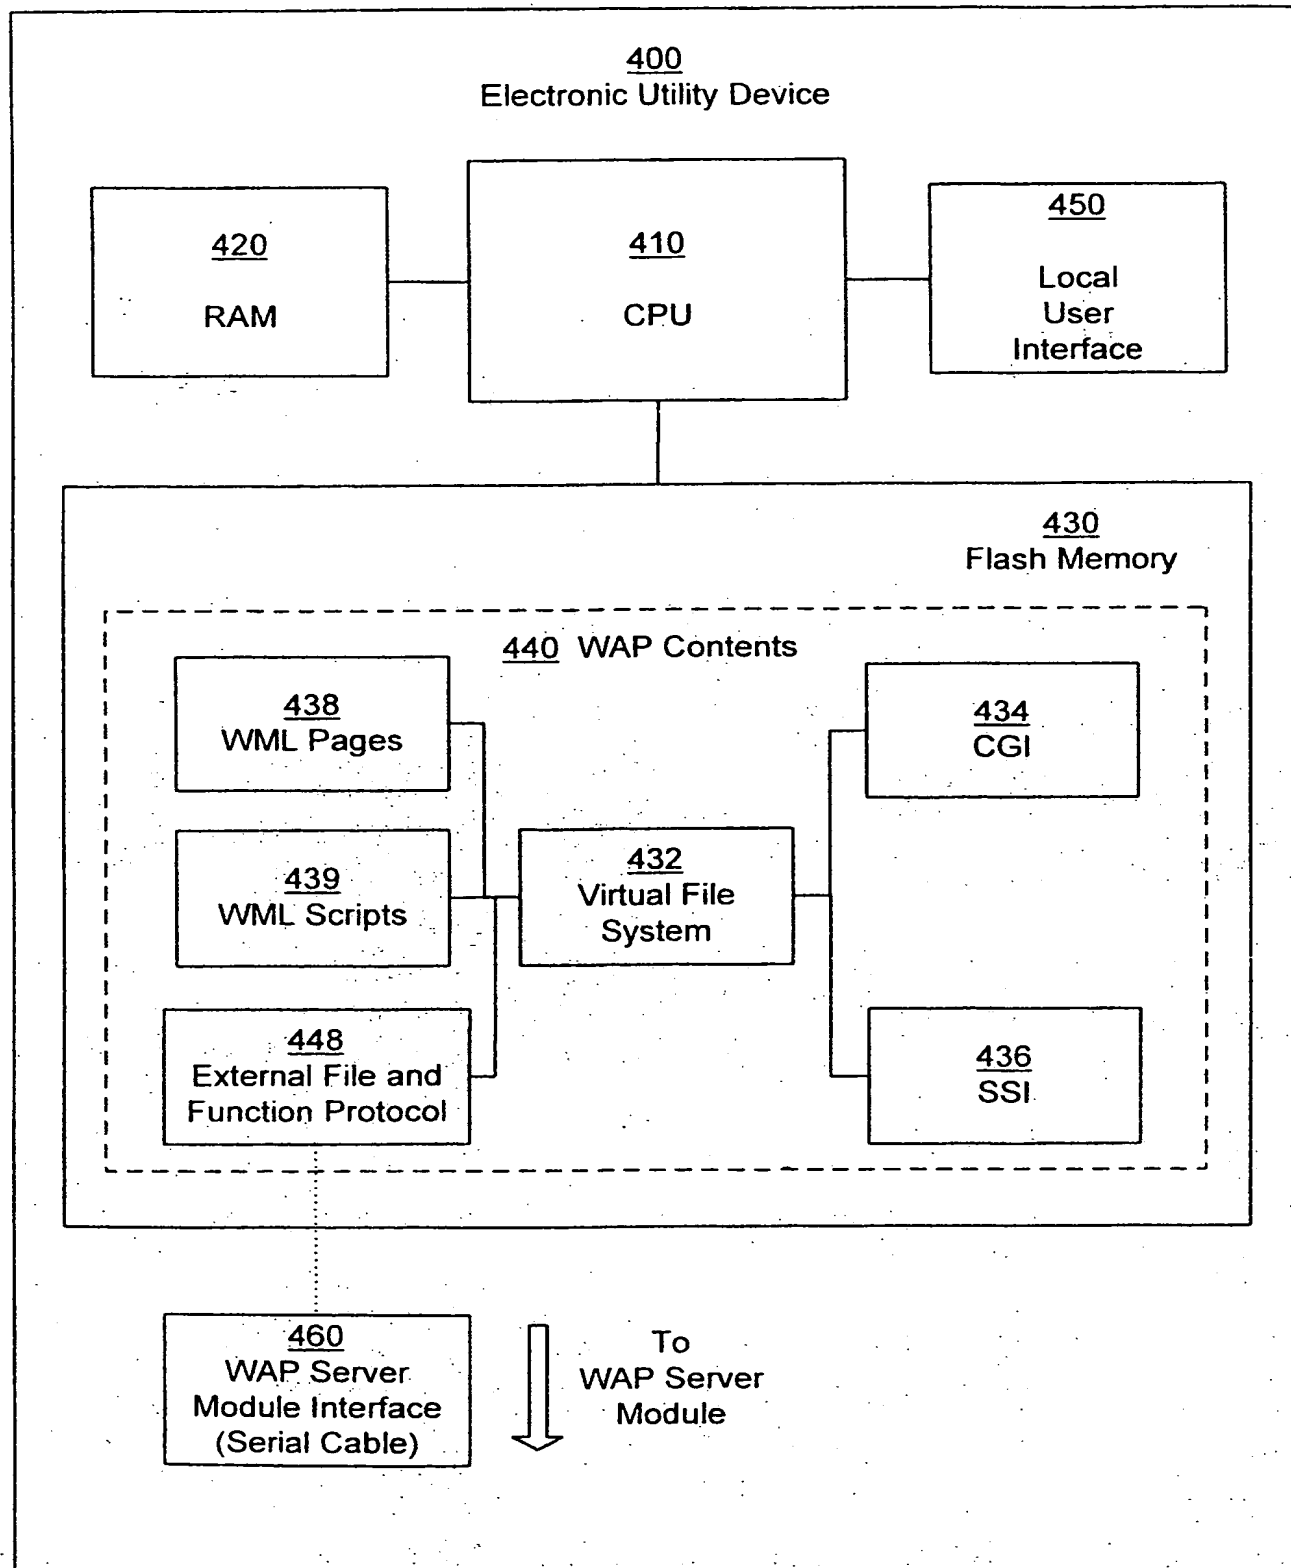 400
Electronic Utility Device
420
RAM
410
CPU
450
Local
User
Interface
430
Flash Memory
440 WAP Contents
438
WML Pages
434
CGI
439
WML Scripts
432
Virtual File
System
448
External File and
Function Protocol
436
SSI
460
WAP Server
Module Interface
(Serial Cable)
To
WAP Server
Module